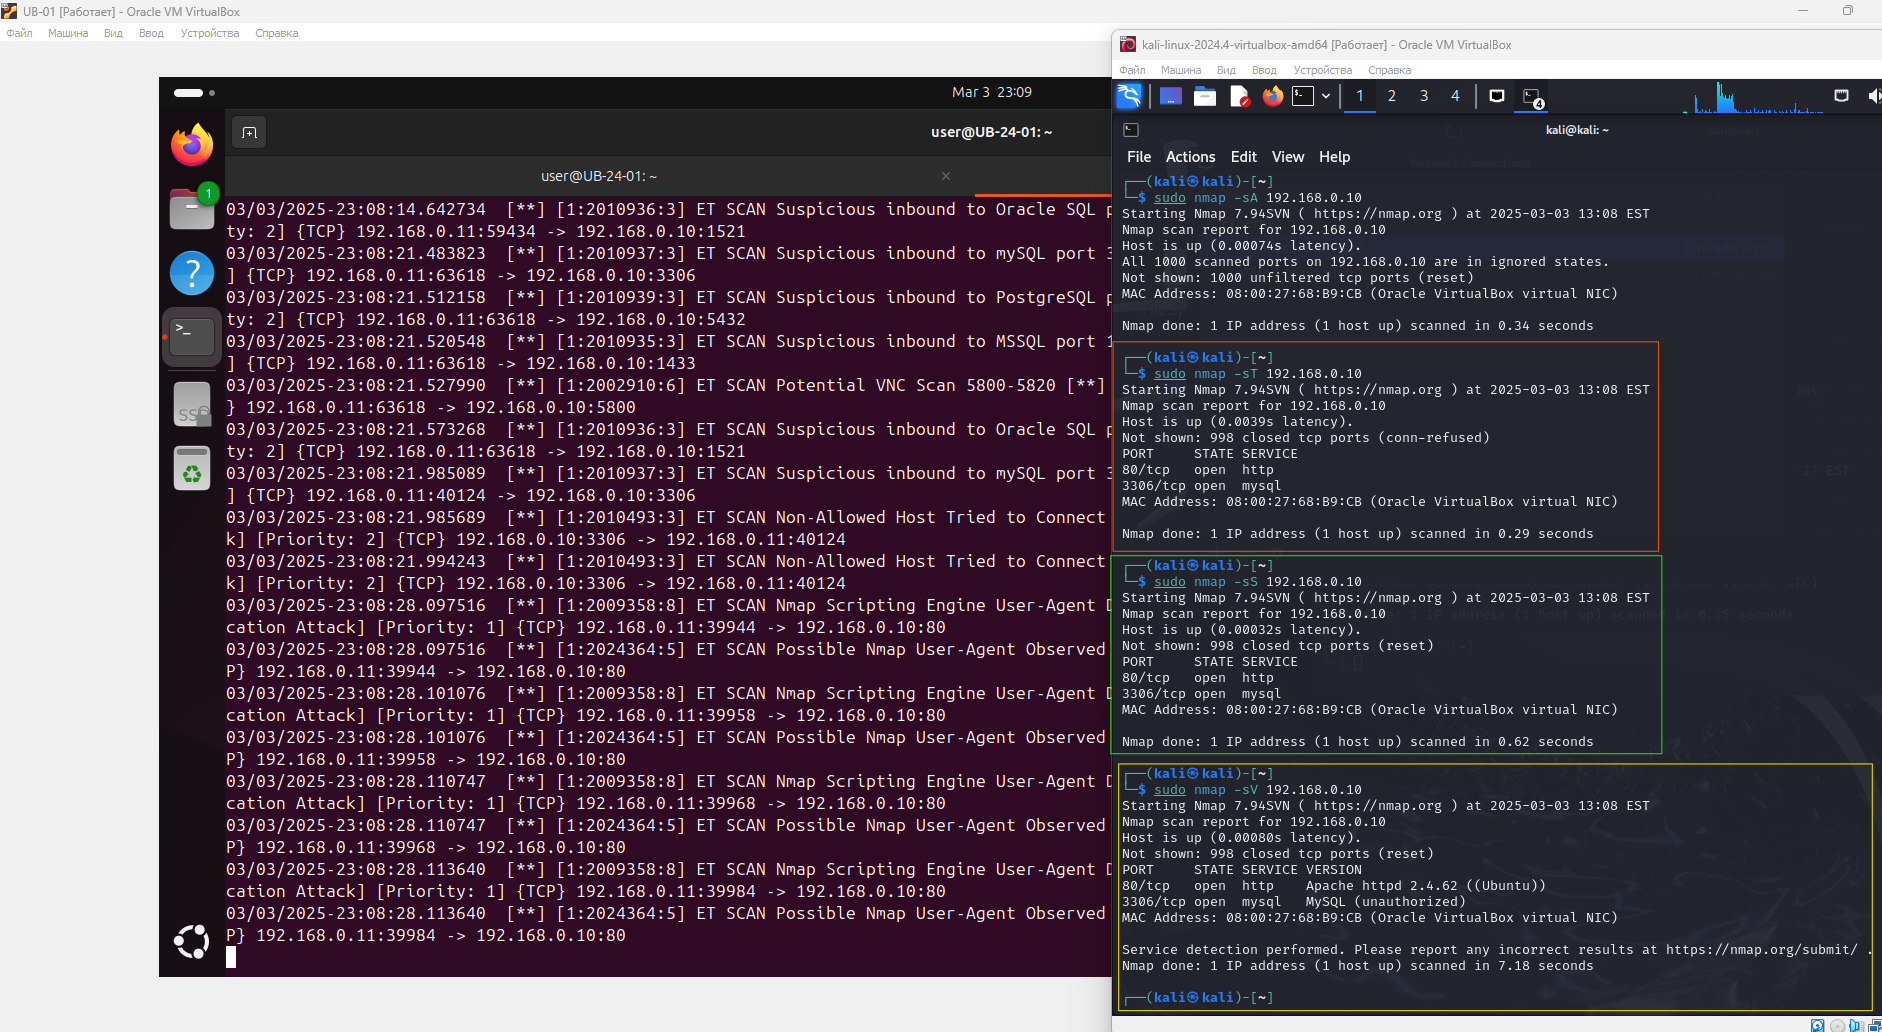 UB-01 [Работает] - Oracle VM VirtualBox
Файл Машина Вид Ввод Устройства Справка
Mar 3 23:09
user@UB-24-01: ~
user@UB-24-01: ~
1
03/03/2025-23:08:14.642734 [**] [1:2010936:3] ET SCAN Suspicious inbound to Oracle SQL p
ty: 2] {TCP} 192.168.0.11:59434 -> 192.168.0.10:1521
03/03/2025-23:08:21.483823 [**] [1:2010937:3] ET SCAN Suspicious inbound to mySQL port 3
] {TCP} 192.168.0.11:63618 -> 192.168.0.10:3306
03/03/2025-23:08:21.512158 [**] [1:2010939:3] ET SCAN Suspicious inbound to PostgreSQL p
ty: 2] {TCP} 192.168.0.11:63618 -> 192.168.0.10:5432
03/03/2025-23:08:21.520548 [**] [1:2010935:3] ET SCAN Suspicious inbound to MSSQL port 1
] {TCP} 192.168.0.11:63618 -> 192.168.0.10:1433
03/03/2025-23:08:21.527990 [**] [1:2002910:6] ET SCAN Potential VNC Scan 5800-5820 [**]
} 192.168.0.11:63618 -> 192.168.0.10:5800
03/03/2025-23:08:21.573268 [**] [1:2010936:3] ET SCAN Suspicious inbound to Oracle SQL p
ty: 2] {TCP} 192.168.0.11:63618 -> 192.168.0.10:1521
03/03/2025-23:08:21.985089 [**] [1:2010937:3] ET SCAN Suspicious inbound to mySQL port 3
] {TCP} 192.168.0.11:40124 -> 192.168.0.10:3306
03/03/2025-23:08:21.985689 [**] [1:2010493:3] ET SCAN Non-Allowed Host Tried to Connect
k] [Priority: 2] {TCP} 192.168.0.10:3306 -> 192.168.0.11:40124
03/03/2025-23:08:21.994243 [**] [1:2010493:3] ET SCAN Non-Allowed Host Tried to Connect
k] [Priority: 2] {TCP} 192.168.0.10:3306 -> 192.168.0.11:40124
03/03/2025-23:08:28.097516 [**] [1:2009358:8] ET SCAN Nmap Scripting Engine User-Agent D
cation Attack] [Priority: 1] {TCP} 192.168.0.11:39944 -> 192.168.0.10:80
03/03/2025-23:08:28.097516 [**] [1:2024364:5] ET SCAN Possible Nmap User-Agent Observed
P} 192.168.0.11:39944 -> 192.168.0.10:80
03/03/2025-23:08:28.101076 [**] [1:2009358:8] ET SCAN Nmap Scripting Engine User-Agent D
cation Attack] [Priority: 1] {TCP} 192.168.0.11:39958 -> 192.168.0.10:80
03/03/2025-23:08:28.101076 [**] [1:2024364:5] ET SCAN Possible Nmap User-Agent Observed
P} 192.168.0.11:39958 -> 192.168.0.10:80
03/03/2025-23:08:28.110747 [**] [1:2009358:8] ET SCAN Nmap Scripting Engine User-Agent D
cation Attack] [Priority: 1] {TCP} 192.168.0.11:39968 -> 192.168.0.10:80
03/03/2025-23:08:28.110747 [**] [1:2024364:5] ET SCAN Possible Nmap User-Agent Observed
P} 192.168.0.11:39968 -> 192.168.0.10:80
03/03/2025-23:08:28.113640 [**] [1:2009358:8] ET SCAN Nmap Scripting Engine User-Agent D
cation Attack] [Priority: 1] {TCP} 192.168.0.11:39984 -> 192.168.0.10:80
03/03/2025-23:08:28.113640 [**] [1:2024364:5] ET SCAN Possible Nmap User-Agent Observed
P} 192.168.0.11:39984 -> 192.168.0.10:80
kali-linux-2024.4-virtualbox-amd64 [Работает] - Oracle VM VirtualBox
Файл Машина Вид Ввод Устройства Справка
1 2 3 4 4
kali@kali: ~
File Actions Edit View Help
┌──(kali㉿kali)-[~]
└─$ sudo nmap -sA 192.168.0.10
Starting Nmap 7.94SVN ( https://nmap.org ) at 2025-03-03 13:08 EST
Nmap scan report for 192.168.0.10
Host is up (0.00074s latency).
All 1000 scanned ports on 192.168.0.10 are in ignored states.
Not shown: 1000 unfiltered tcp ports (reset)
MAC Address: 08:00:27:68:B9:CB (Oracle VirtualBox virtual NIC)
Nmap done: 1 IP address (1 host up) scanned in 0.34 seconds
┌──(kali㉿kali)-[~]
└─$ sudo nmap -sT 192.168.0.10
Starting Nmap 7.94SVN ( https://nmap.org ) at 2025-03-03 13:08 EST
Nmap scan report for 192.168.0.10
Host is up (0.0039s latency).
Not shown: 998 closed tcp ports (conn-refused)
PORT STATE SERVICE
80/tcp open http
3306/tcp open mysql
MAC Address: 08:00:27:68:B9:CB (Oracle VirtualBox virtual NIC)
Nmap done: 1 IP address (1 host up) scanned in 0.29 seconds
┌──(kali㉿kali)-[~]
└─$ sudo nmap -sS 192.168.0.10
Starting Nmap 7.94SVN ( https://nmap.org ) at 2025-03-03 13:08 EST
Nmap scan report for 192.168.0.10
Host is up (0.00032s latency).
Not shown: 998 closed tcp ports (reset)
PORT STATE SERVICE
80/tcp open http
3306/tcp open mysql
MAC Address: 08:00:27:68:B9:CB (Oracle VirtualBox virtual NIC)
Nmap done: 1 IP address (1 host up) scanned in 0.62 seconds
┌──(kali㉿kali)-[~]
└─$ sudo nmap -sV 192.168.0.10
Starting Nmap 7.94SVN ( https://nmap.org ) at 2025-03-03 13:08 EST
Nmap scan report for 192.168.0.10
Host is up (0.00080s latency).
Not shown: 998 closed tcp ports (reset)
PORT STATE SERVICE VERSION
80/tcp open http Apache httpd 2.4.62 ((Ubuntu))
3306/tcp open mysql MySQL (unauthorized)
MAC Address: 08:00:27:68:B9:CB (Oracle VirtualBox virtual NIC)
Service detection performed. Please report any incorrect results at https://nmap.org/submit/ .
Nmap done: 1 IP address (1 host up) scanned in 7.18 seconds
┌──(kali㉿kali)-[~]